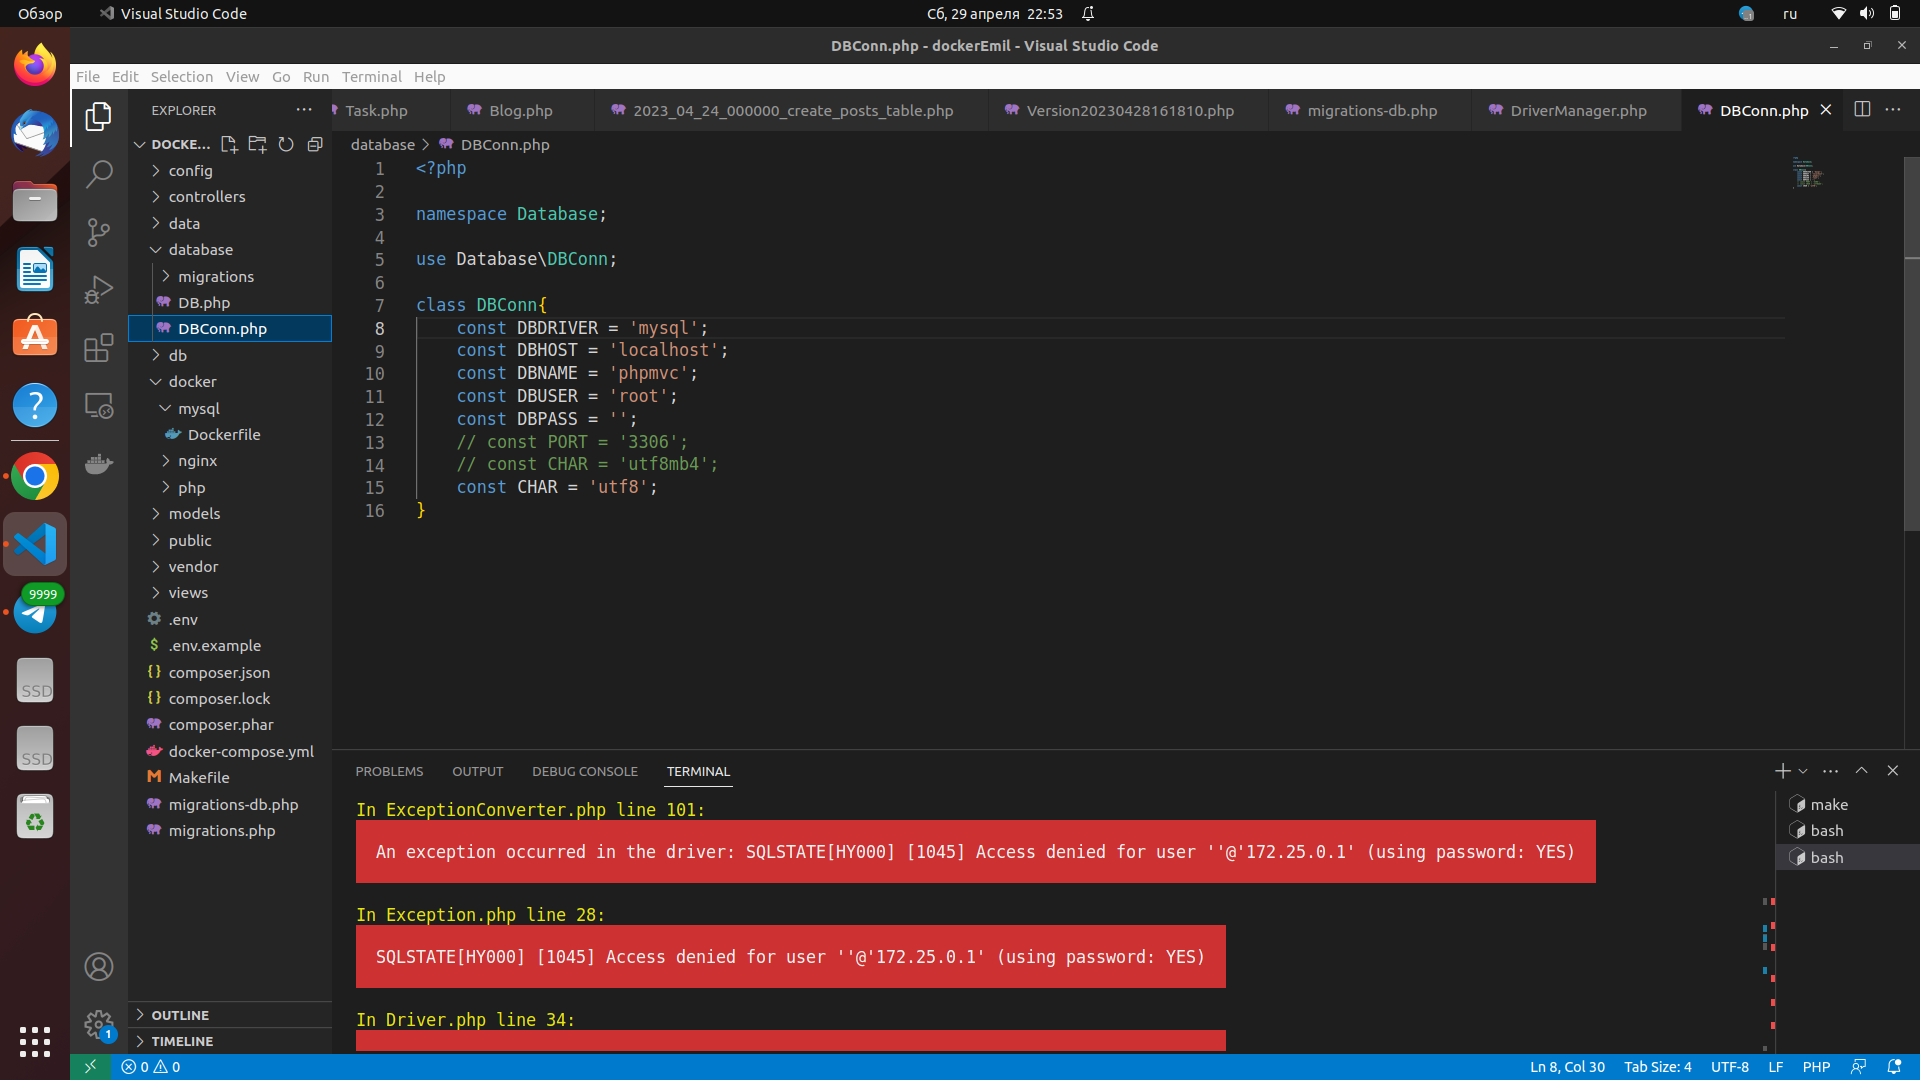 Обзор
Visual Studio Code
Сб, 29 апреля 22:53
ru
DBConn.php - dockerEmil - Visual Studio Code
File Edit Selection View Go Run Terminal Help
EXPLORER
Task.php
Blog.php
2023_04_24_000000_create_posts_table.php
Version20230428161810.php
migrations-db.php
DriverManager.php
DBConn.php
DOCKE...
config
controllers
data
database
migrations
DB.php
DBConn.php
db
docker
mysql
Dockerfile
nginx
php
models
public
vendor
views
.env
.env.example
composer.json
composer.lock
composer.phar
docker-compose.yml
Makefile
migrations-db.php
migrations.php
OUTLINE
TIMELINE
database > DBConn.php
1 <?php
2
3 namespace Database;
4
5 use Database\DBConn;
6
7 class DBConn{
8 const DBDRIVER = 'mysql';
9 const DBHOST = 'localhost';
10 const DBNAME = 'phpmvc';
11 const DBUSER = 'root';
12 const DBPASS = '';
13 // const PORT = '3306';
14 // const CHAR = 'utf8mb4';
15 const CHAR = 'utf8';
16 }
PROBLEMS OUTPUT DEBUG CONSOLE TERMINAL
In ExceptionConverter.php line 101:
An exception occurred in the driver: SQLSTATE[HY000] [1045] Access denied for user ''@'172.25.0.1' (using password: YES)
In Exception.php line 28:
SQLSTATE[HY000] [1045] Access denied for user ''@'172.25.0.1' (using password: YES)
In Driver.php line 34:
make
bash
bash
9999
SSD
SSD
1
0 0
Ln 8, Col 30
Tab Size: 4
UTF-8
LF
PHP